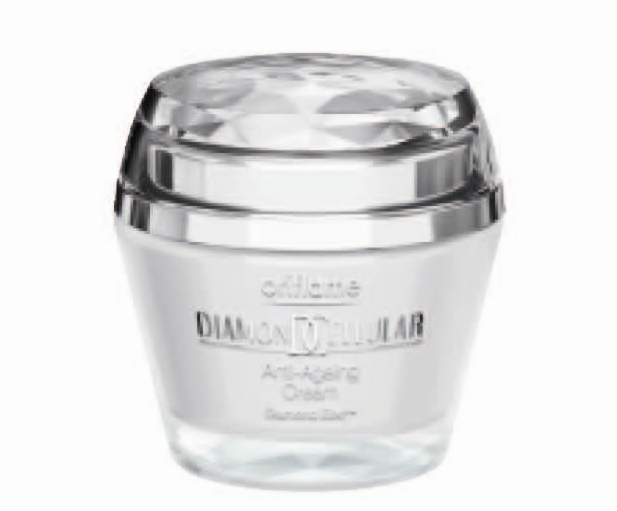 oriflame
DIAMOND CELLULAR
Anti-Ageing
Cream